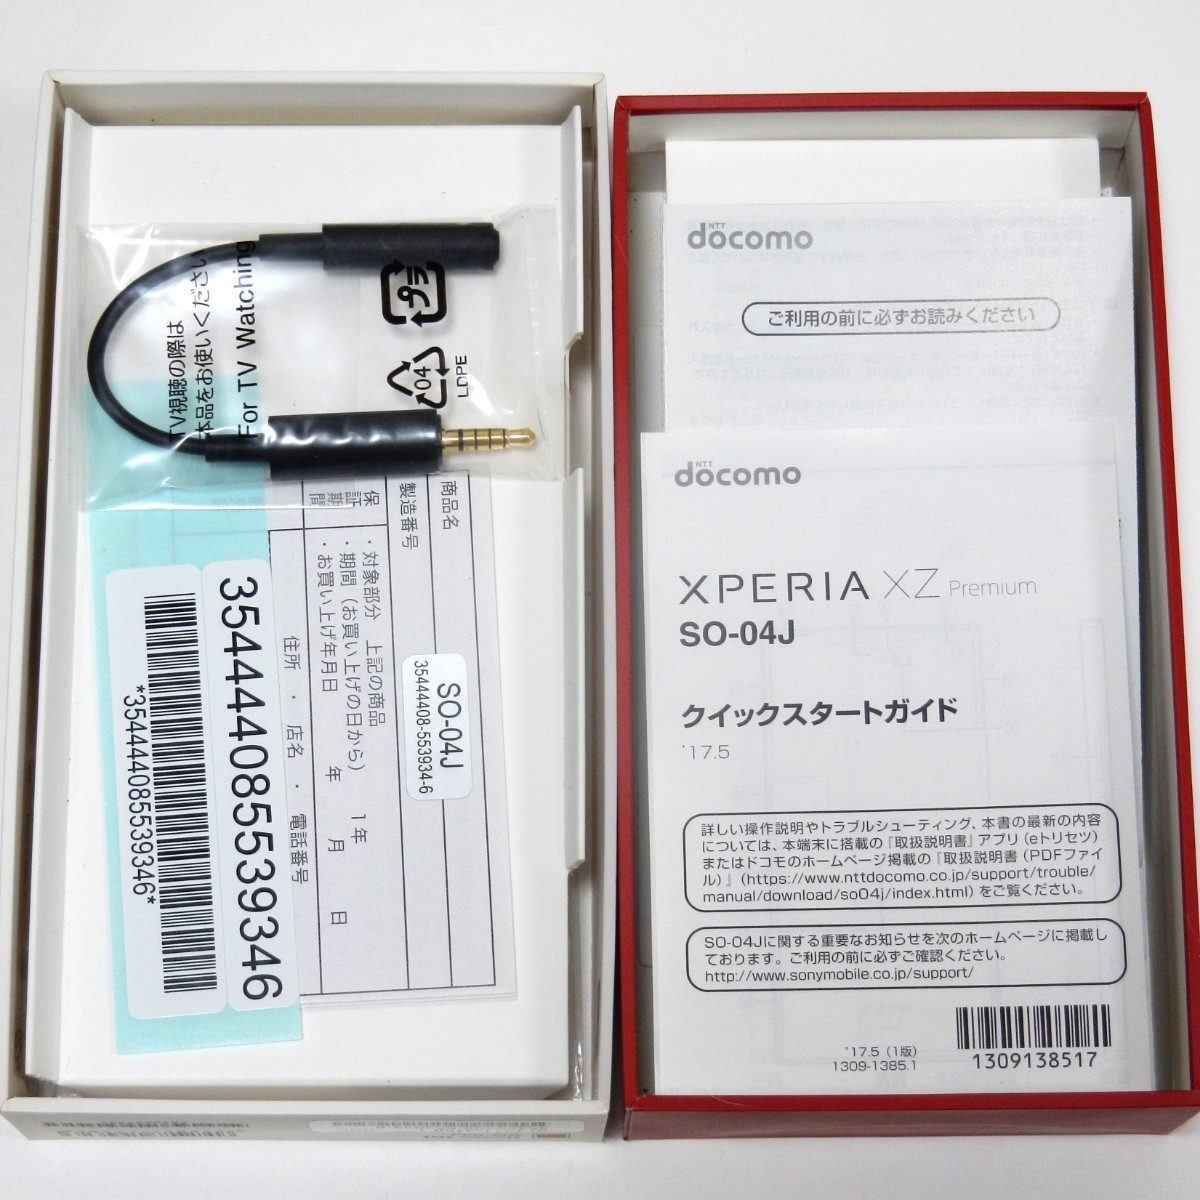 TV視聴の際は
本品をお使いください
For TV Watching
プラ
04
LDPE
商品名
製造番号
保証期間
・対象部分　上記の商品
・期間（お買い上げの日から）　1年
・お買い上げ年月日　年　月　日
住所・店名・電話番号
SO-04J
35444408-553934-6
354444085539346
*354444085539346*
NTT
docomo
ご利用の前に必ずお読みください
NTT
docomo
XPERIA XZ Premium
SO-04J
クイックスタートガイド
'17.5
詳しい操作説明やトラブルシューティング、本書の最新の内容
については、本端末に搭載の『取扱説明書』アプリ（eトリセツ）
またはドコモのホームページ掲載の『取扱説明書（PDFファイ
ル）』（https://www.nttdocomo.co.jp/support/trouble/
manual/download/so04j/index.html）をご覧ください。
SO-04Jに関する重要なお知らせを次のホームページに掲載し
ております。ご利用の前に必ずご確認ください。
http://www.sonymobile.co.jp/support/
'17.5（1版）
1309-1385.1
1309138517